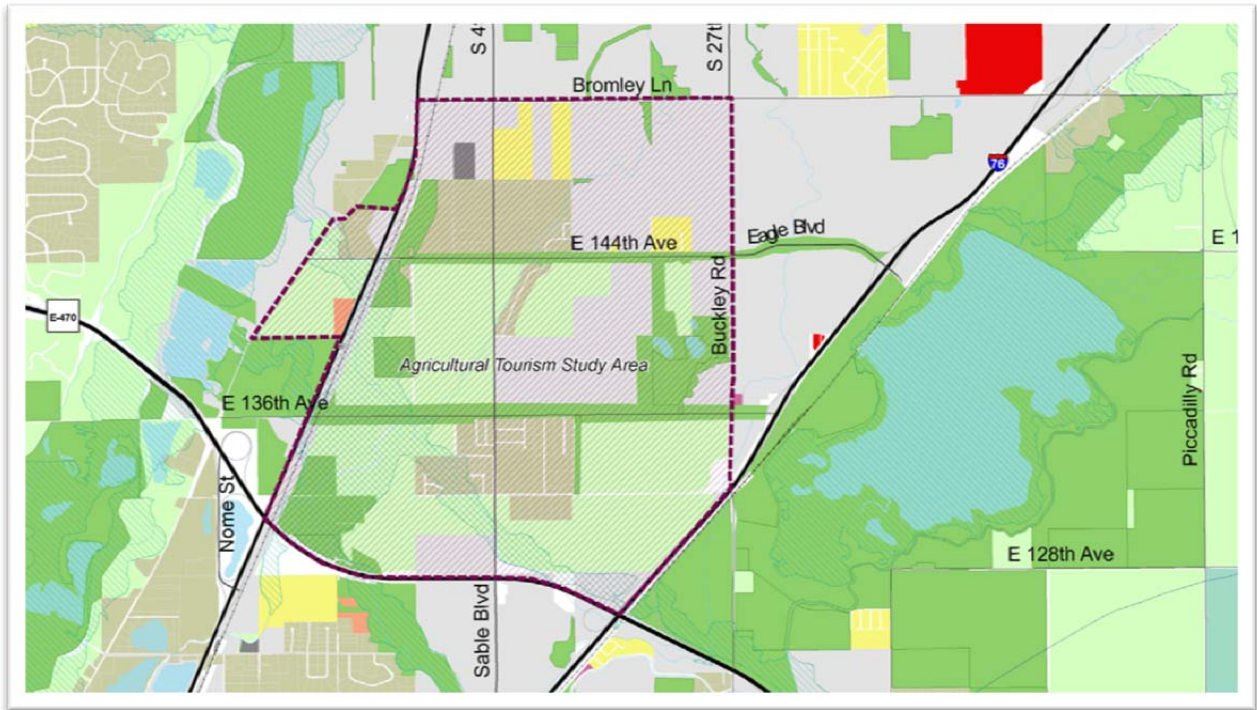 S 4
S 27t
Bromley Ln
76
E 144th Ave
Eagle Blvd
E 1
E-470
Buckley Rd
Agricultural Tourism Study Area
Piccadilly Rd
E 136th Ave
Nome St
E 128th Ave
Sable Blvd